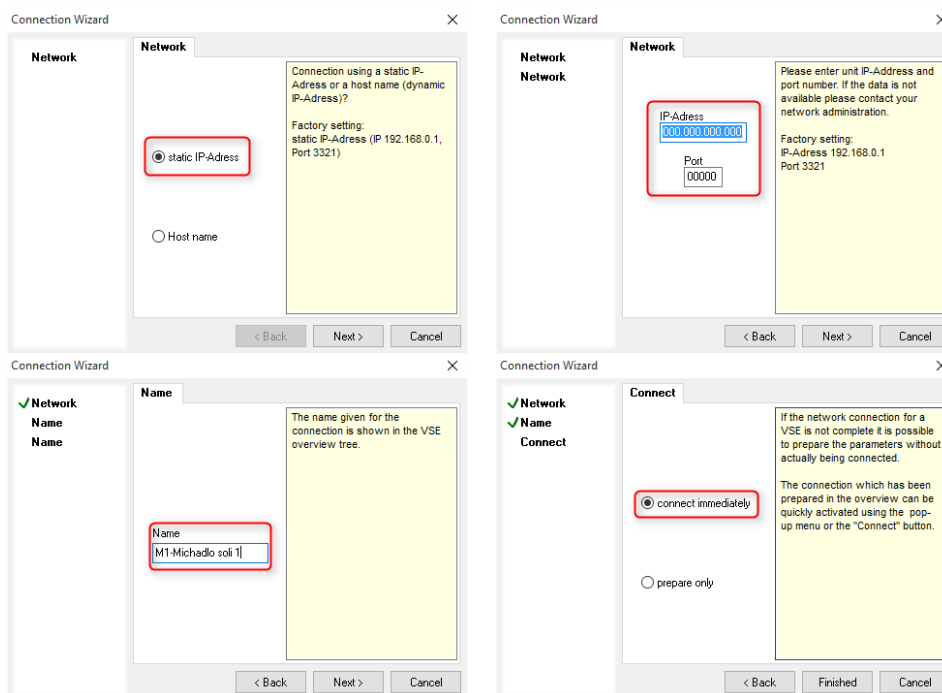 Connection Wizard
Network
Network
Connection using a static IP-
Adress or a host name (dynamic
IP-Adress)?
Factory setting:
static IP-Adress (IP 192.168.0.1,
Port 3321)
static IP-Adress
Host name
< Back
Next >
Cancel
Connection Wizard
Network
Network
Network
Please enter unit IP-Address and
port number. If the data is not
available please contact your
network administration.
Factory setting:
IP-Adress 192.168.0.1
Port 3321
IP-Adress
000.000.000.000
Port
00000
< Back
Next >
Cancel
Connection Wizard
Network
Name
Name
Name
The name given for the
connection is shown in the VSE
overview tree.
Name
M1-Michadlo soli 1
< Back
Next >
Cancel
Connection Wizard
Network
Name
Connect
Connect
If the network connection for a
VSE is not complete it is possible
to prepare the parameters without
actually being connected.
The connection which has been
prepared in the overview can be
quickly activated using the pop-
up menu or the "Connect" button.
connect immediately
prepare only
< Back
Finished
Cancel